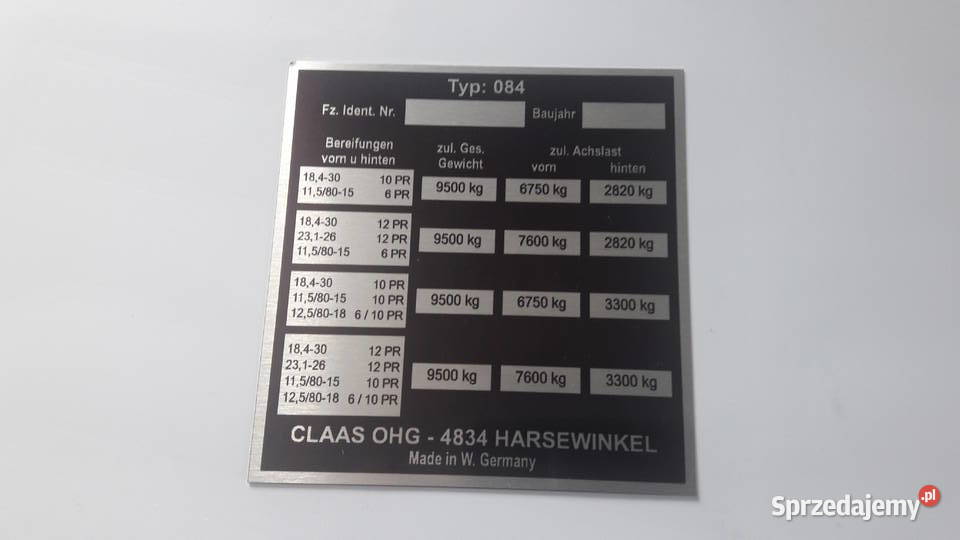 Typ: 084
Fz. Ident. Nr. Baujahr
Bereifungen vorn u hinten zul. Ges. Gewicht zul. Achslast vorn hinten
18,4-30 10 PR
11,5/80-15 6 PR
9500 kg 6750 kg 2820 kg
18,4-30 12 PR
23,1-26 12 PR
11,5/80-15 6 PR
9500 kg 7600 kg 2820 kg
18,4-30 10 PR
11,5/80-15 10 PR
12,5/80-18 6 / 10 PR
9500 kg 6750 kg 3300 kg
18,4-30 12 PR
23,1-26 12 PR
11,5/80-15 10 PR
12,5/80-18 6 / 10 PR
9500 kg 7600 kg 3300 kg
CLAAS OHG - 4834 HARSEWINKEL
Made in W. Germany
Sprzedajemy.pl